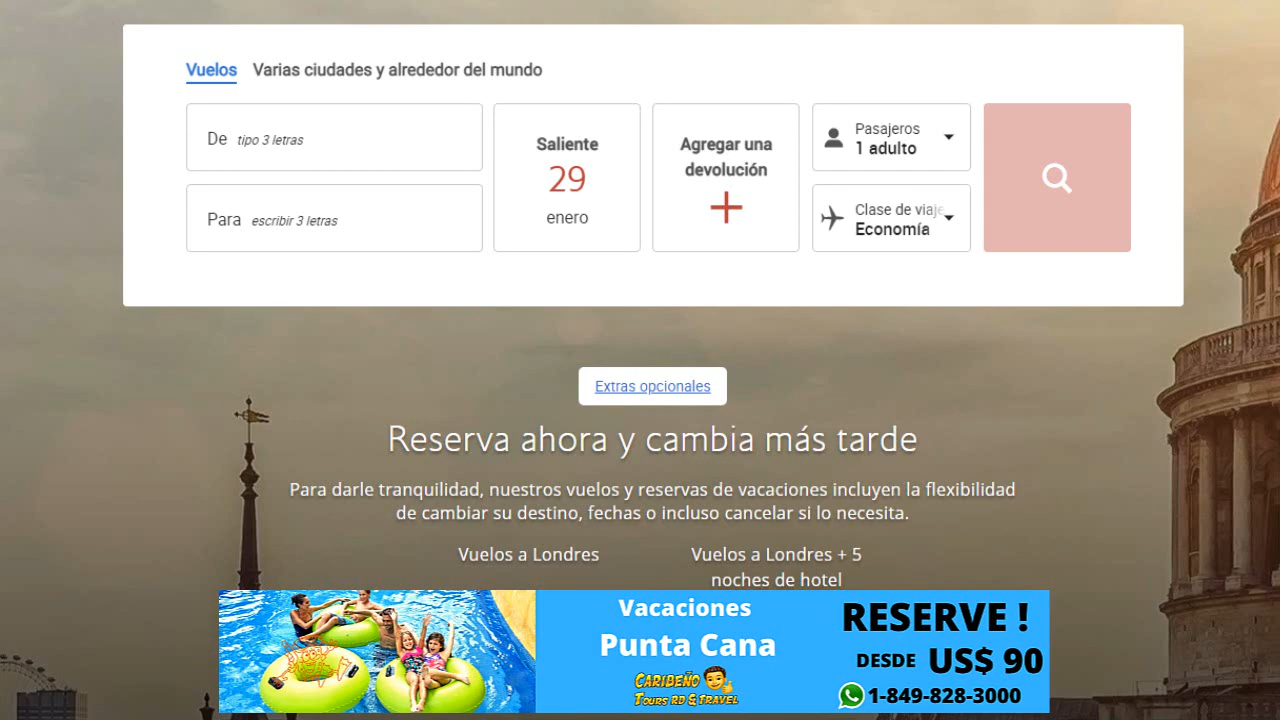 Vuelos Varias ciudades y alrededor del mundo
De tipo 3 letras
Para escribir 3 letras
Saliente
29
enero
Agregar una
devolución
Pasajeros
1 adulto
Clase de viaje
Economía
Extras opcionales
Reserva ahora y cambia más tarde
Para darle tranquilidad, nuestros vuelos y reservas de vacaciones incluyen la flexibilidad
de cambiar su destino, fechas o incluso cancelar si lo necesita.
Vuelos a Londres
Vuelos a Londres + 5
noches de hotel
Vacaciones
Punta Cana
CARIBEÑO
TOURS RD & TRAVEL
RESERVE !
DESDE US$ 90
1-849-828-3000